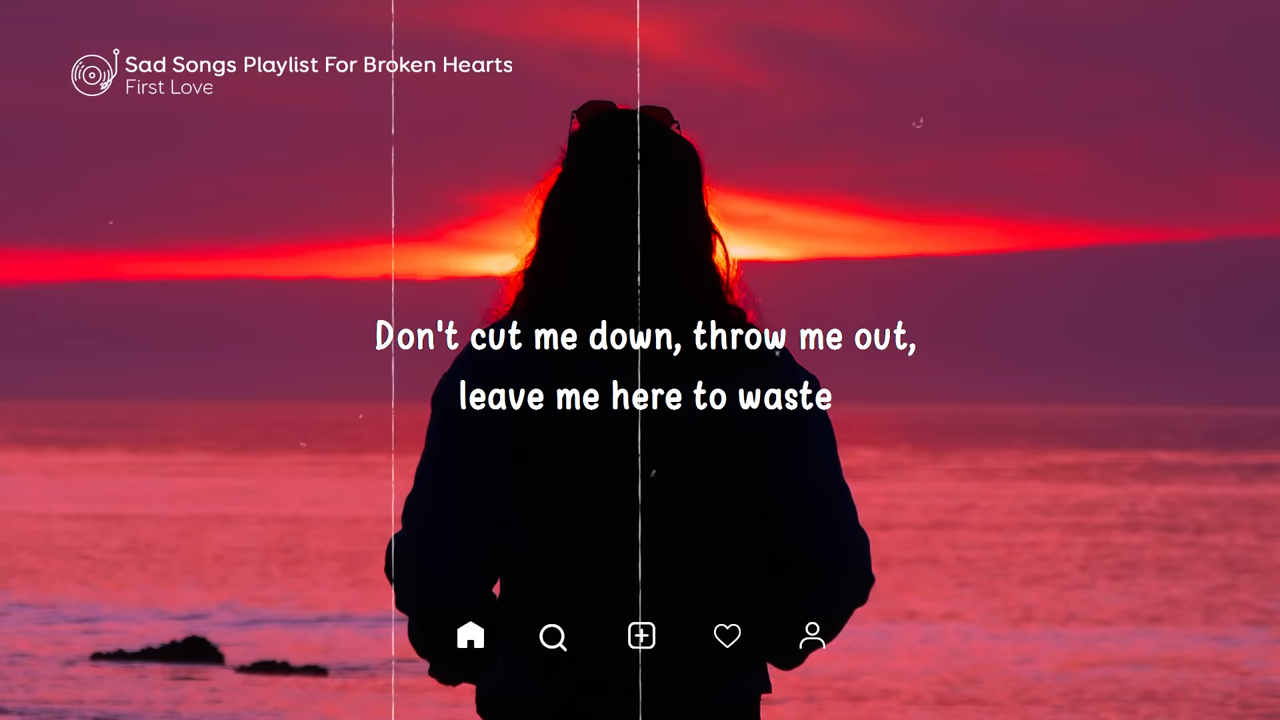 Sad Songs Playlist For Broken Hearts
First Love
Don't cut me down, throw me out,
leave me here to waste